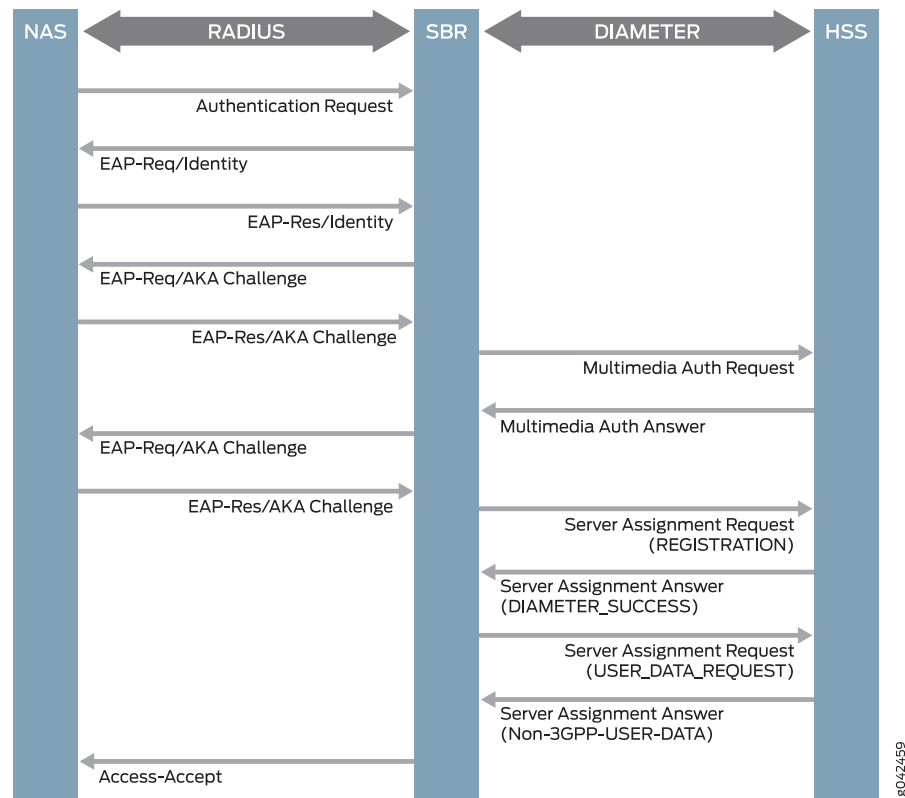 NAS
RADIUS
SBR
DIAMETER
HSS
Authentication Request
EAP-Req/Identity
EAP-Res/Identity
EAP-Req/AKA Challenge
EAP-Res/AKA Challenge
Multimedia Auth Request
Multimedia Auth Answer
EAP-Req/AKA Challenge
EAP-Res/AKA Challenge
Server Assignment Request
(REGISTRATION)
Server Assignment Answer
(DIAMETER_SUCCESS)
Server Assignment Request
(USER_DATA_REQUEST)
Server Assignment Answer
(Non-3GPP-USER-DATA)
Access-Accept
g042459